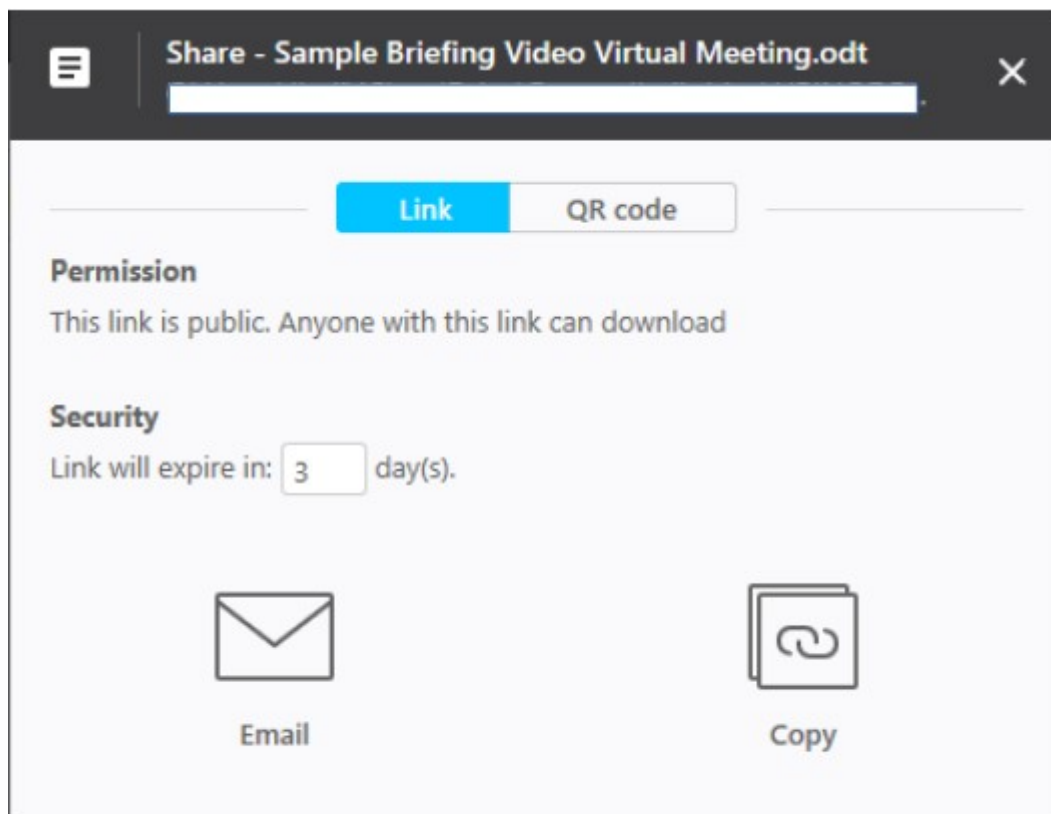 Share - Sample Briefing Video Virtual Meeting.odt
Link
QR code
Permission
This link is public. Anyone with this link can download
Security
Link will expire in: 3 day(s).
Email
Copy